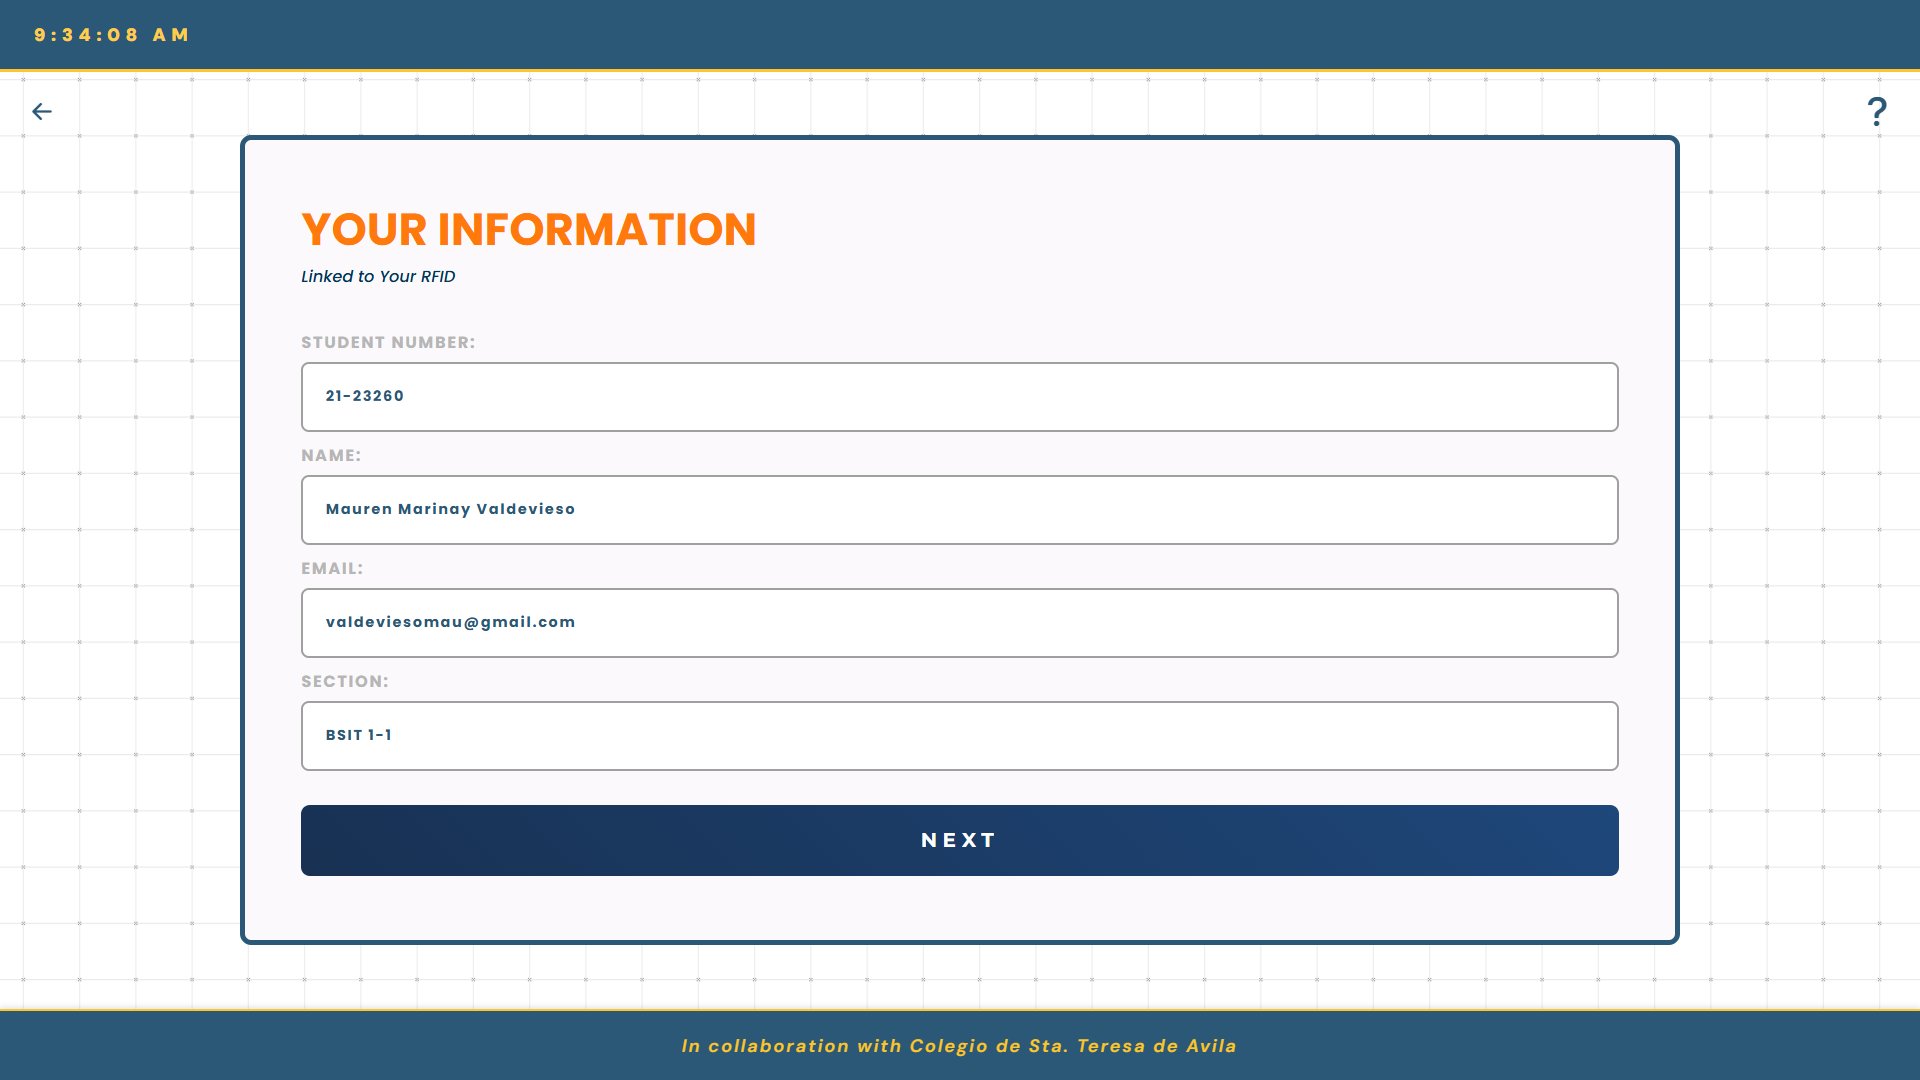 9:34:08 AM
?
YOUR INFORMATION
Linked to Your RFID
STUDENT NUMBER:
21-23260
NAME:
Mauren Marinay Valdevieso
EMAIL:
valdeviesomau@gmail.com
SECTION:
BSIT 1-1
NEXT
In collaboration with Colegio de Sta. Teresa de Avila